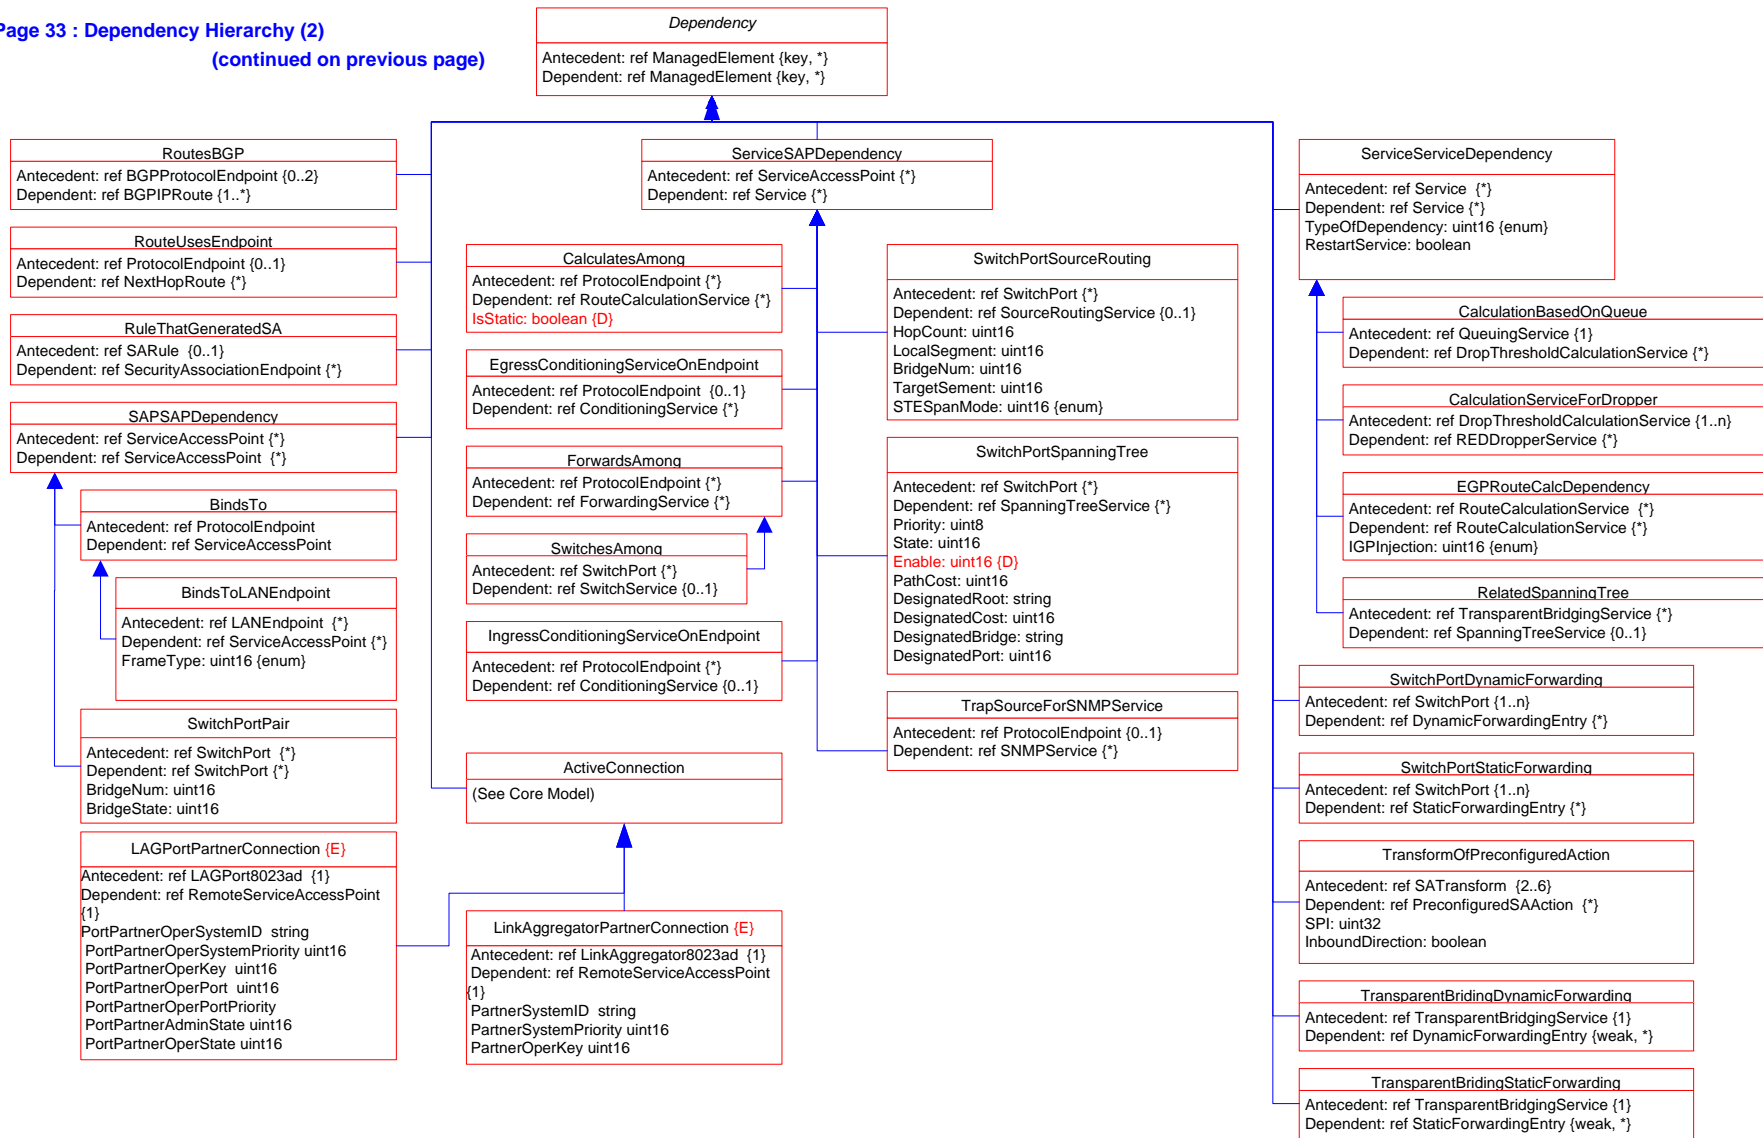 Page 33 : Dependency Hierarchy (2)
(continued on previous page)
Dependency
Antecedent: ref ManagedElement {key, *}
Dependent: ref ManagedElement {key, *}
RoutesBGP
Antecedent: ref BGPProtocolEndpoint {0..2}
Dependent: ref BGPIPRoute {1..*}
RouteUsesEndpoint
Antecedent: ref ProtocolEndpoint {0..1}
Dependent: ref NextHopRoute {*}
RuleThatGeneratedSA
Antecedent: ref SARule  {0..1}
Dependent: ref SecurityAssociationEndpoint {*}
SAPSAPDependency
Antecedent: ref ServiceAccessPoint {*}
Dependent: ref ServiceAccessPoint  {*}
BindsTo
Antecedent: ref ProtocolEndpoint
Dependent: ref ServiceAccessPoint
BindsToLANEndpoint
Antecedent: ref LANEndpoint  {*}
Dependent: ref ServiceAccessPoint {*}
FrameType: uint16 {enum}
SwitchPortPair
Antecedent: ref SwitchPort  {*}
Dependent: ref SwitchPort {*}
BridgeNum: uint16
BridgeState: uint16
LAGPortPartnerConnection {E}
Antecedent: ref LAGPort8023ad  {1}
Dependent: ref RemoteServiceAccessPoint
{1}
PortPartnerOperSystemID  string
PortPartnerOperSystemPriority uint16
PortPartnerOperKey  uint16
PortPartnerOperPort  uint16
PortPartnerOperPortPriority
PortPartnerAdminState uint16
PortPartnerOperState uint16
ServiceSAPDependency
Antecedent: ref ServiceAccessPoint {*}
Dependent: ref Service {*}
CalculatesAmong
Antecedent: ref ProtocolEndpoint {*}
Dependent: ref RouteCalculationService {*}
IsStatic: boolean {D}
EgressConditioningServiceOnEndpoint
Antecedent: ref ProtocolEndpoint  {0..1}
Dependent: ref ConditioningService {*}
ForwardsAmong
Antecedent: ref ProtocolEndpoint {*}
Dependent: ref ForwardingService {*}
SwitchesAmong
Antecedent: ref SwitchPort {*}
Dependent: ref SwitchService {0..1}
IngressConditioningServiceOnEndpoint
Antecedent: ref ProtocolEndpoint {*}
Dependent: ref ConditioningService {0..1}
ActiveConnection
(See Core Model)
LinkAggregatorPartnerConnection {E}
Antecedent: ref LinkAggregator8023ad  {1}
Dependent: ref RemoteServiceAccessPoint
{1}
PartnerSystemID  string
PartnerSystemPriority uint16
PartnerOperKey uint16
SwitchPortSourceRouting
Antecedent: ref SwitchPort {*}
Dependent: ref SourceRoutingService {0..1}
HopCount: uint16
LocalSegment: uint16
BridgeNum: uint16
TargetSement: uint16
STESpanMode: uint16 {enum}
SwitchPortSpanningTree
Antecedent: ref SwitchPort {*}
Dependent: ref SpanningTreeService {*}
Priority: uint8
State: uint16
Enable: uint16 {D}
PathCost: uint16
DesignatedRoot: string
DesignatedCost: uint16
DesignatedBridge: string
DesignatedPort: uint16
TrapSourceForSNMPService
Antecedent: ref ProtocolEndpoint {0..1}
Dependent: ref SNMPService {*}
ServiceServiceDependency
Antecedent: ref Service  {*}
Dependent: ref Service {*}
TypeOfDependency: uint16 {enum}
RestartService: boolean
CalculationBasedOnQueue
Antecedent: ref QueuingService {1}
Dependent: ref DropThresholdCalculationService {*}
CalculationServiceForDropper
Antecedent: ref DropThresholdCalculationService {1..n}
Dependent: ref REDDropperService {*}
EGPRouteCalcDependency
Antecedent: ref RouteCalculationService  {*}
Dependent: ref RouteCalculationService {*}
IGPInjection: uint16 {enum}
RelatedSpanningTree
Antecedent: ref TransparentBridgingService {*}
Dependent: ref SpanningTreeService {0..1}
SwitchPortDynamicForwarding
Antecedent: ref SwitchPort {1..n}
Dependent: ref DynamicForwardingEntry {*}
SwitchPortStaticForwarding
Antecedent: ref SwitchPort {1..n}
Dependent: ref StaticForwardingEntry {*}
TransformOfPreconfiguredAction
Antecedent: ref SATransform  {2..6}
Dependent: ref PreconfiguredSAAction  {*}
SPI: uint32
InboundDirection: boolean
TransparentBridingDynamicForwarding
Antecedent: ref TransparentBridgingService {1}
Dependent: ref DynamicForwardingEntry {weak, *}
TransparentBridingStaticForwarding
Antecedent: ref TransparentBridgingService {1}
Dependent: ref StaticForwardingEntry {weak, *}